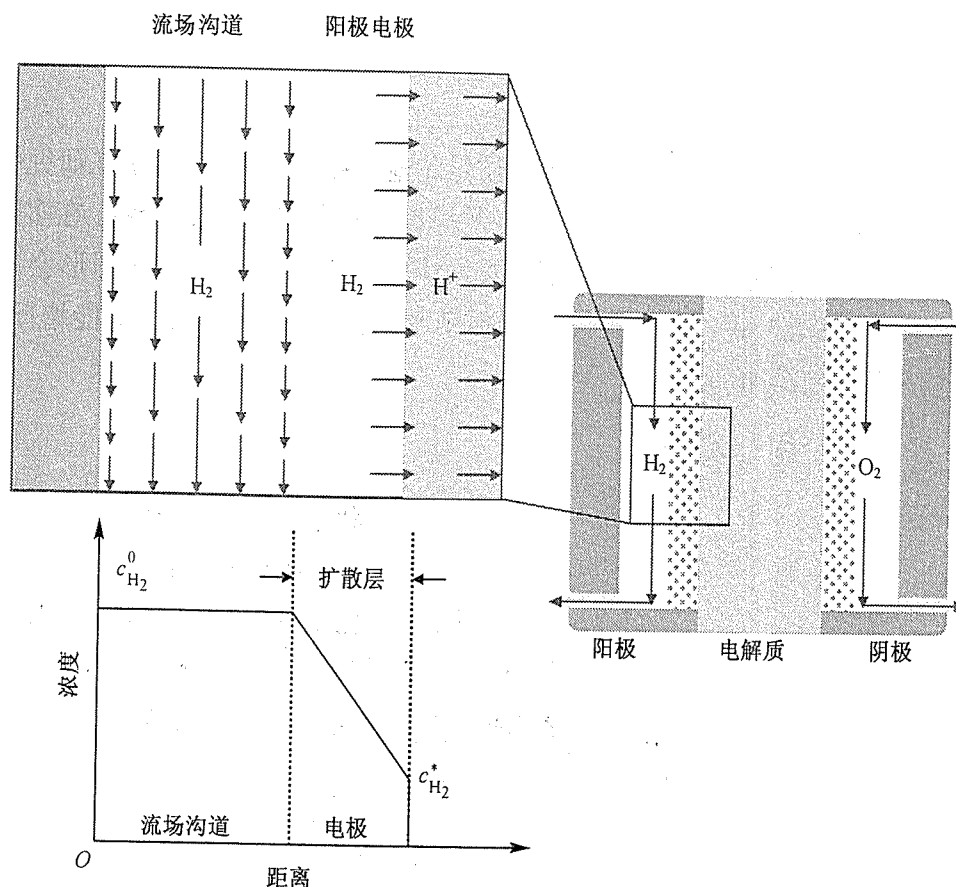 流场沟道 阳极电极
H₂ H₂ H⁺
H₂ O₂
阳极 电解质 阴极
c⁰H₂
扩散层
浓度
c*H₂
流场沟道 电极
O
距离